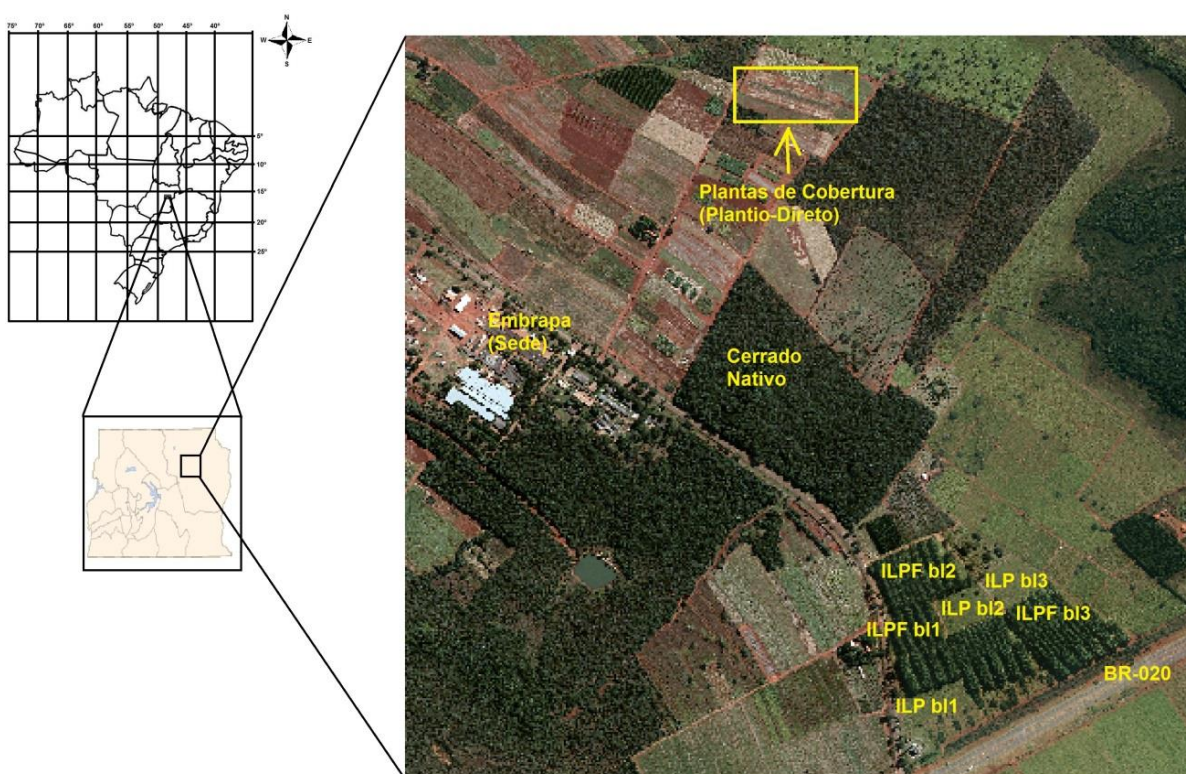 N
W E
S
75° 70° 60° 55° 50° 45° 40°
5°
10°
15°
20°
25°
Plantas de Cobertura
(Plantio-Direto)
Embrapa
(Sede)
Cerrado
Nativo
ILPF bl2
ILP bl3
ILP bl2
ILPF bl3
ILPF bl1
BR-020
ILP bl1